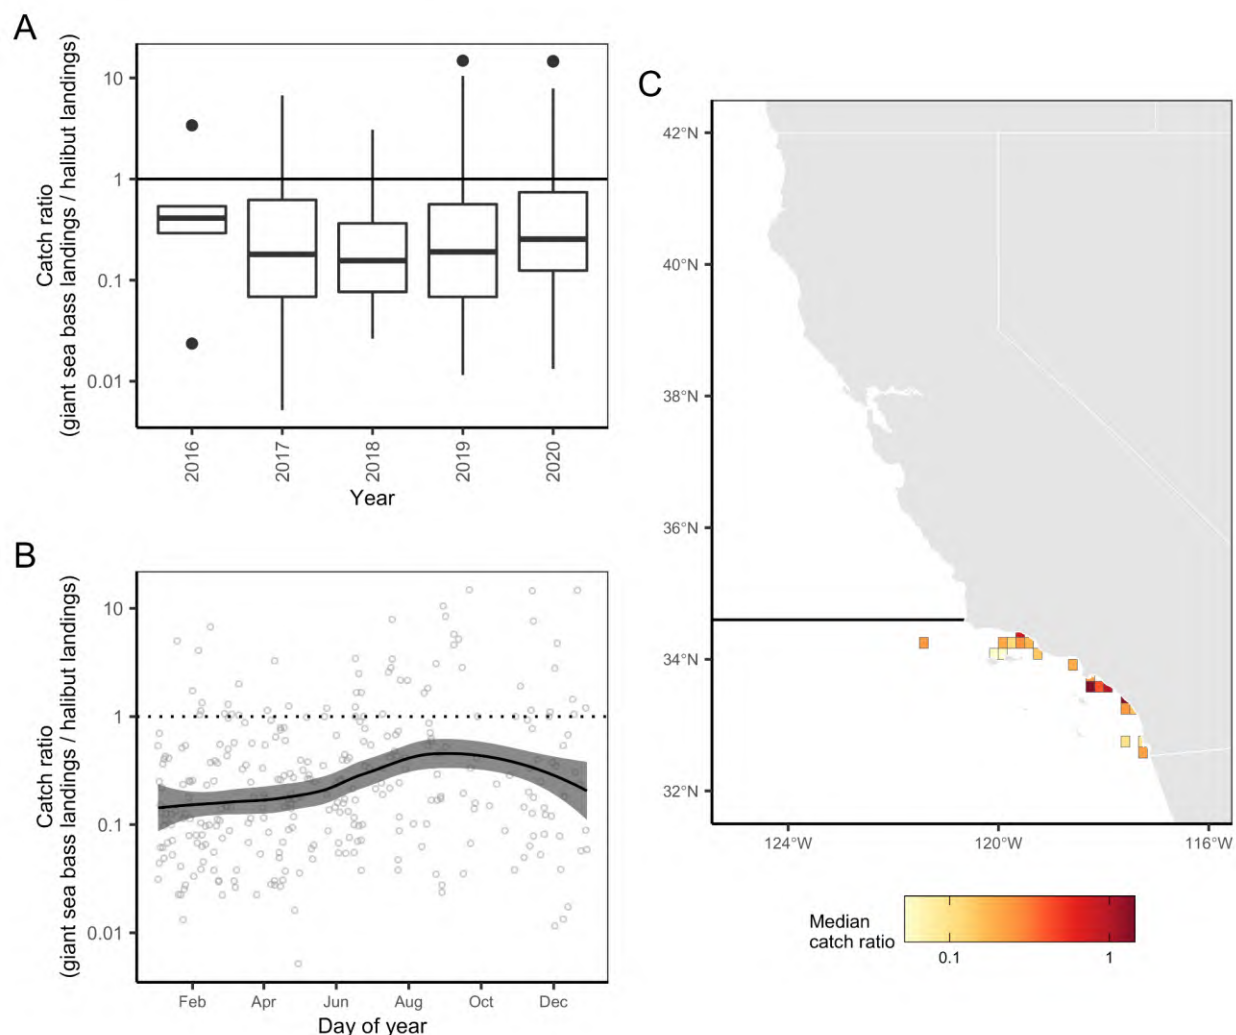 A
Catch ratio
(giant sea bass landings / halibut landings)
10
1
0.1
0.01
2016
2017
2018
2019
2020
Year
B
Catch ratio
(giant sea bass landings / halibut landings)
10
1
0.1
0.01
Feb
Apr
Jun
Aug
Oct
Dec
Day of year
C
42°N
40°N
38°N
36°N
34°N
32°N
124°W
120°W
116°W
Median
catch ratio
0.1
1